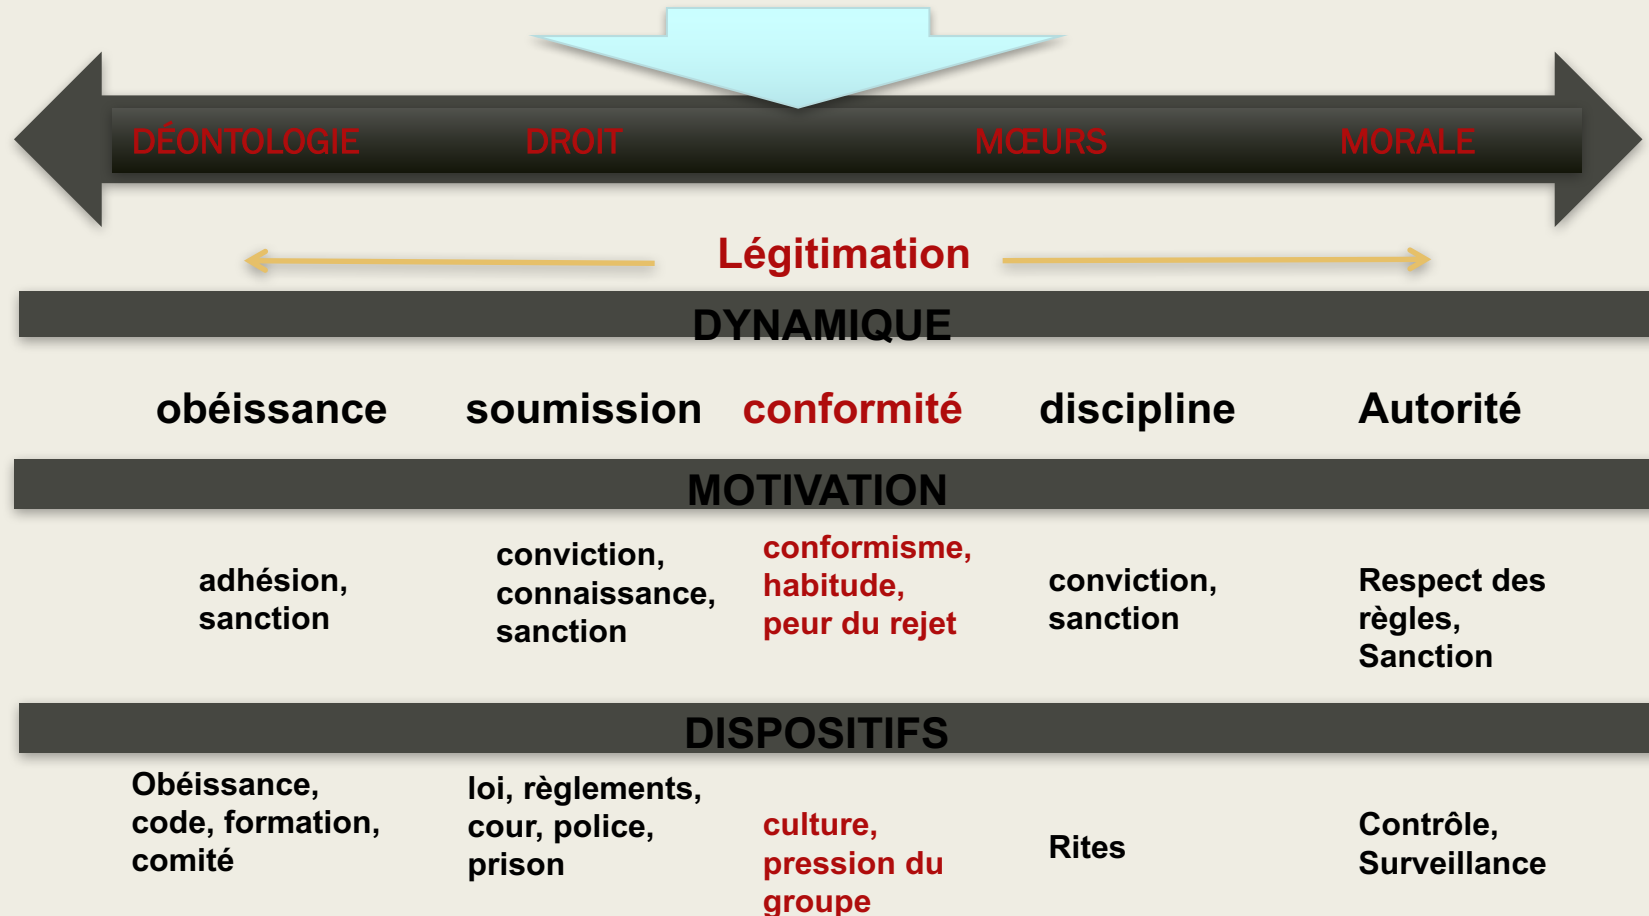 DÉONTOLOGIE DROIT MŒURS MORALE
Légitimation
DYNAMIQUE
obéissance soumission conformité discipline Autorité
MOTIVATION
adhésion,
sanction
conviction,
connaissance,
sanction
conformisme,
habitude,
peur du rejet
conviction,
sanction
Respect des
règles,
Sanction
DISPOSITIFS
Obéissance,
code, formation,
comité
loi, règlements,
cour, police,
prison
culture,
pression du
groupe
Rites
Contrôle,
Surveillance